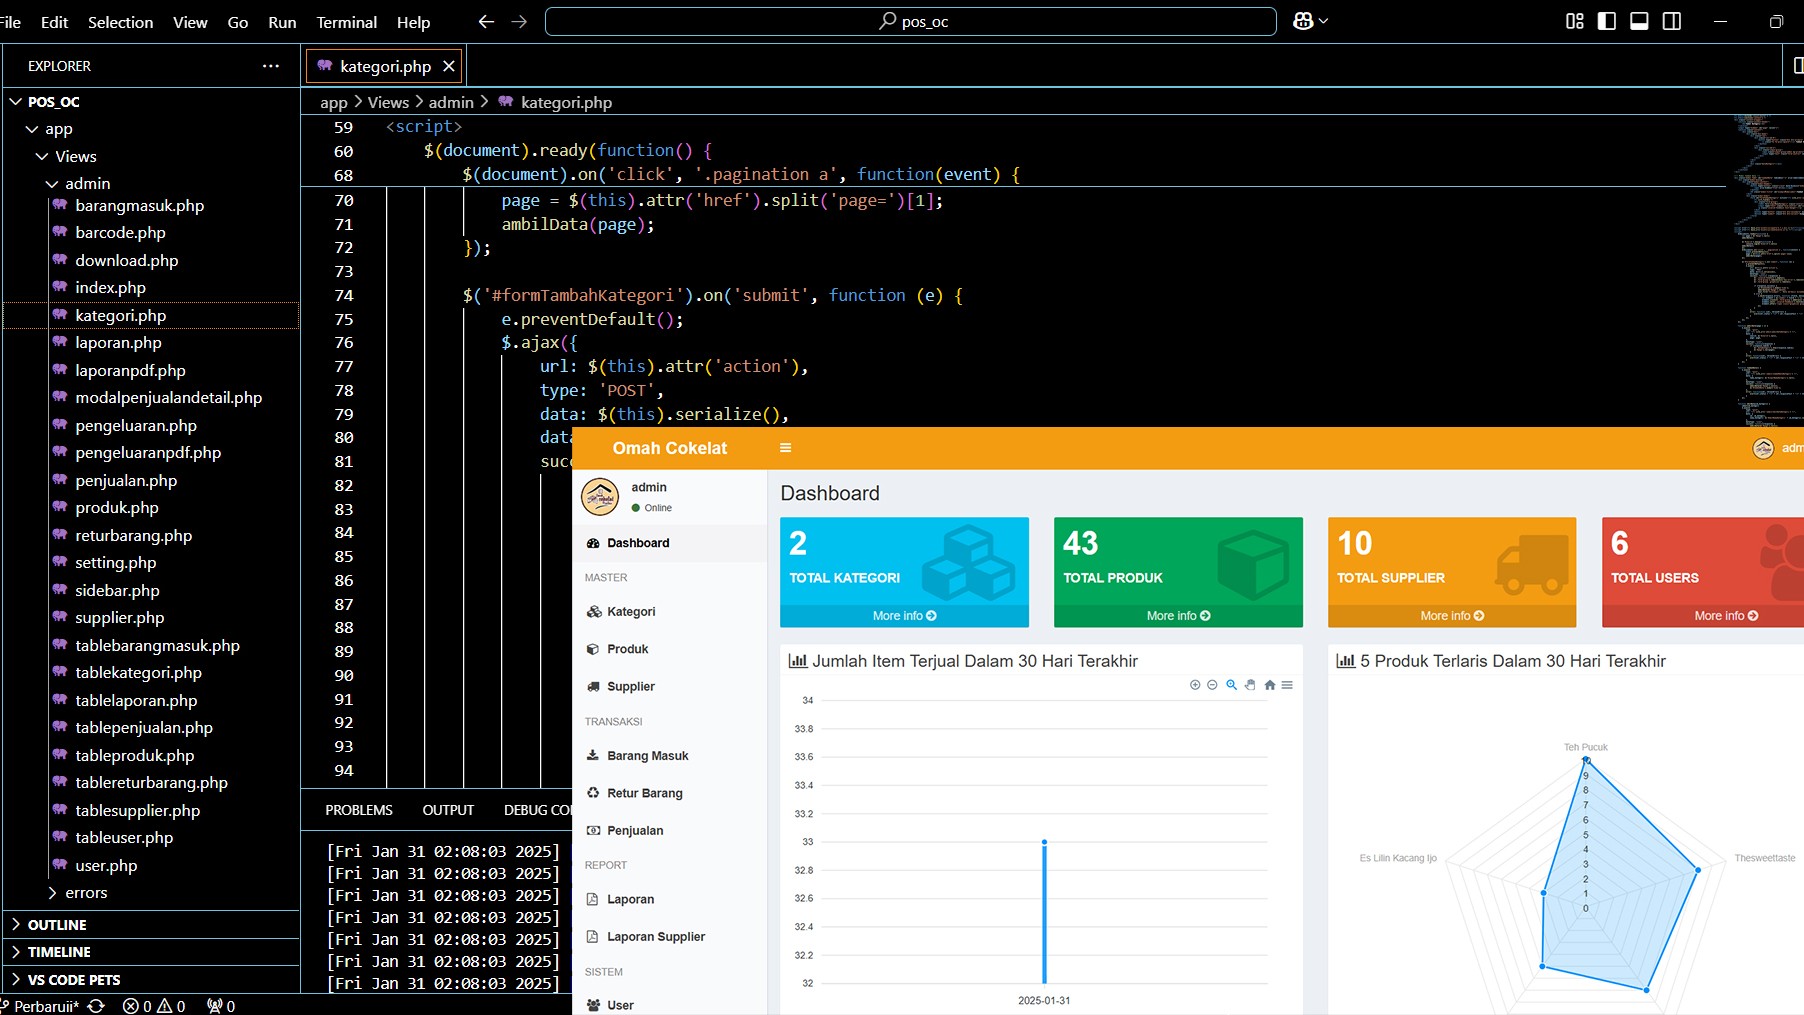 File Edit Selection View Go Run Terminal Help pos_oc
EXPLORER
POS_OC
app
Views
admin
barangmasuk.php
barcode.php
download.php
index.php
kategori.php
laporan.php
laporanpdf.php
modalpenjualandetail.php
pengeluaran.php
pengeluaranpdf.php
penjualan.php
produk.php
returbarang.php
setting.php
sidebar.php
supplier.php
tablebarangmasuk.php
tablekategori.php
tablelaporan.php
tablepenjualan.php
tableproduk.php
tablereturbarang.php
tablesupplier.php
tableuser.php
user.php
errors
OUTLINE
TIMELINE
VS CODE PETS
Perbaruii* 0 0 0
kategori.php
app > Views > admin > kategori.php
59 <script>
60 $(document).ready(function() {
68 $(document).on('click', '.pagination a', function(event) {
70 page = $(this).attr('href').split('page=')[1];
71 ambilData(page);
72 });
73
74 $('#formTambahKategori').on('submit', function (e) {
75 e.preventDefault();
76 $.ajax({
77 url: $(this).attr('action'),
78 type: 'POST',
79 data: $(this).serialize(),
80 data
81 succ
82
83
84
85
86
87
88
89
90
91
92
93
94
PROBLEMS OUTPUT DEBUG CO
[Fri Jan 31 02:08:03 2025]
[Fri Jan 31 02:08:03 2025]
[Fri Jan 31 02:08:03 2025]
[Fri Jan 31 02:08:03 2025]
[Fri Jan 31 02:08:03 2025]
[Fri Jan 31 02:08:03 2025]
[Fri Jan 31 02:08:03 2025]
Omah Cokelat adm
admin
Online
Dashboard
MASTER
Kategori
Produk
Supplier
TRANSAKSI
Barang Masuk
Retur Barang
Penjualan
REPORT
Laporan
Laporan Supplier
SISTEM
User
Dashboard
2
TOTAL KATEGORI
More info
43
TOTAL PRODUK
More info
10
TOTAL SUPPLIER
More info
6
TOTAL USERS
More info
Jumlah Item Terjual Dalam 30 Hari Terakhir
34
33.8
33.6
33.4
33.2
33
32.8
32.6
32.4
32.2
32
2025-01-31
5 Produk Terlaris Dalam 30 Hari Terakhir
Teh Pucuk
9
8
7
6
5
4
3
2
1
0
Es Lilin Kacang Ijo
Thesweettaste